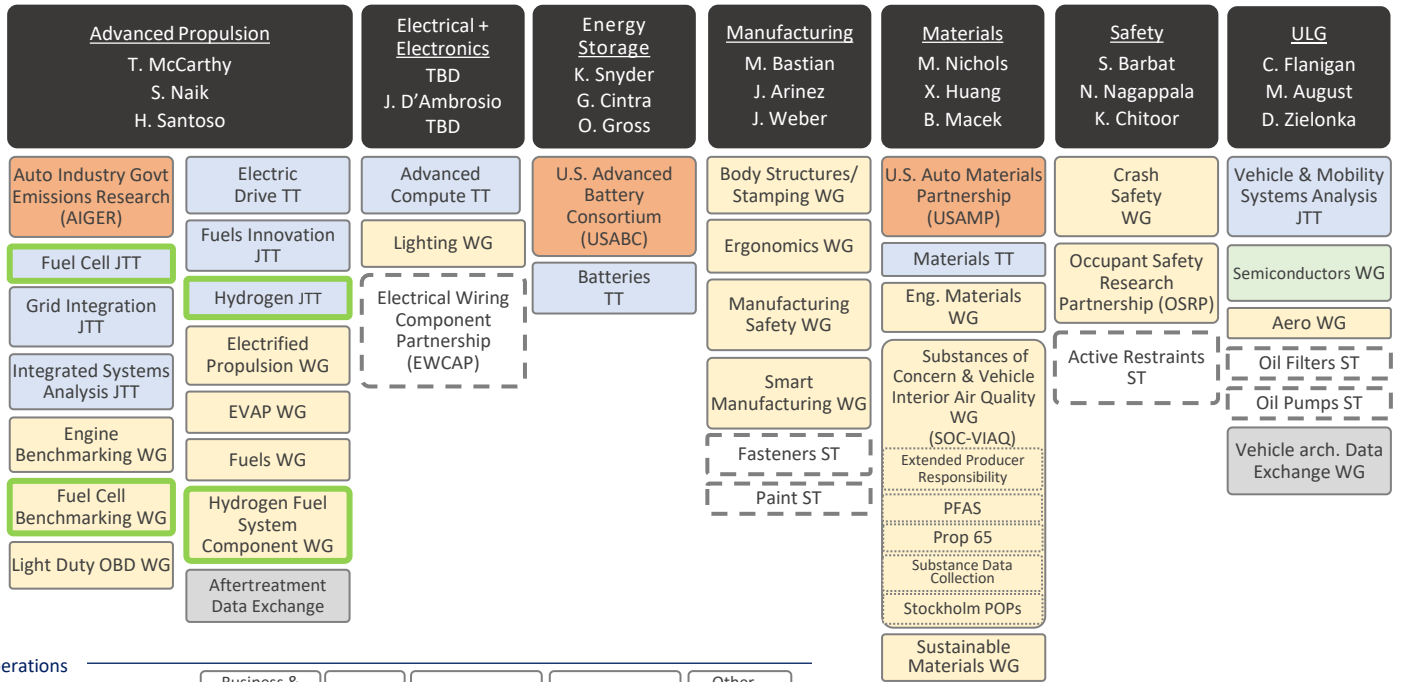 Advanced Propulsion
T. McCarthy
S. Naik
H. Santoso
Electrical +
Electronics
TBD
J. D’Ambrosio
TBD
Energy
Storage
K. Snyder
G. Cintra
O. Gross
Manufacturing
M. Bastian
J. Arinez
J. Weber
Materials
M. Nichols
X. Huang
B. Macek
Safety
S. Barbat
N. Nagappala
K. Chitoor
ULG
C. Flanigan
M. August
D. Zielonka
Auto Industry Govt
Emissions Research
(AIGER)
Fuel Cell JTT
Grid Integration
JTT
Integrated Systems
Analysis JTT
Engine
Benchmarking WG
Fuel Cell
Benchmarking WG
Light Duty OBD WG
Electric
Drive TT
Fuels Innovation
JTT
Hydrogen JTT
Electrified
Propulsion WG
EVAP WG
Fuels WG
Hydrogen Fuel
System
Component WG
Aftertreatment
Data Exchange
Advanced
Compute TT
Lighting WG
Electrical Wiring
Component
Partnership
(EWCAP)
U.S. Advanced
Battery
Consortium
(USABC)
Batteries
TT
Body Structures/
Stamping WG
Ergonomics WG
Manufacturing
Safety WG
Smart
Manufacturing WG
Fasteners ST
Paint ST
U.S. Auto Materials
Partnership
(USAMP)
Materials TT
Eng. Materials
WG
Substances of
Concern & Vehicle
Interior Air Quality
WG
(SOC-VIAQ)
Extended Producer
Responsibility
PFAS
Prop 65
Substance Data
Collection
Stockholm POPs
Sustainable
Materials WG
Crash
Safety
WG
Occupant Safety
Research
Partnership (OSRP)
Active Restraints
ST
Vehicle & Mobility
Systems Analysis
JTT
Semiconductors WG
Aero WG
Oil Filters ST
Oil Pumps ST
Vehicle arch. Data
Exchange WG
erations
Business &
Other